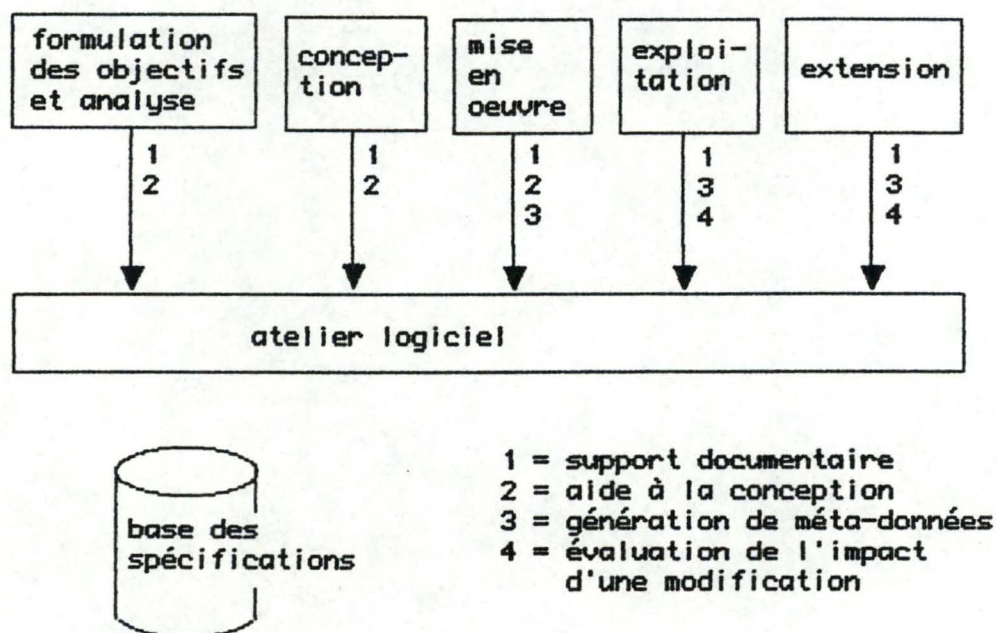 formulation
des objectifs
et analyse
concep-
tion
mise
en
oeuvre
exploi-
tation
extension
1
2
1
2
1
2
3
1
3
4
1
3
4
atelier logiciel
base des
spécifications
1 = support documentaire
2 = aide à la conception
3 = génération de méta-données
4 = évaluation de l'impact
d'une modification